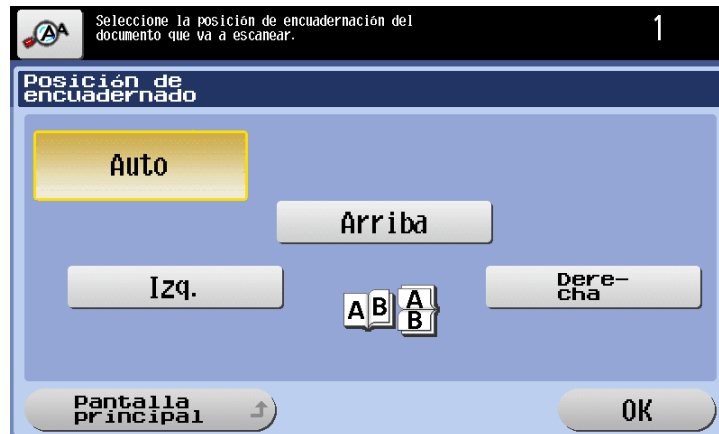 Seleccione la posición de encuadernación del
documento que va a escanear.
1
Posición de
encuadernado
Auto
Arriba
Izq.
Dere-
cha
A B A
B
Pantalla
principal
OK